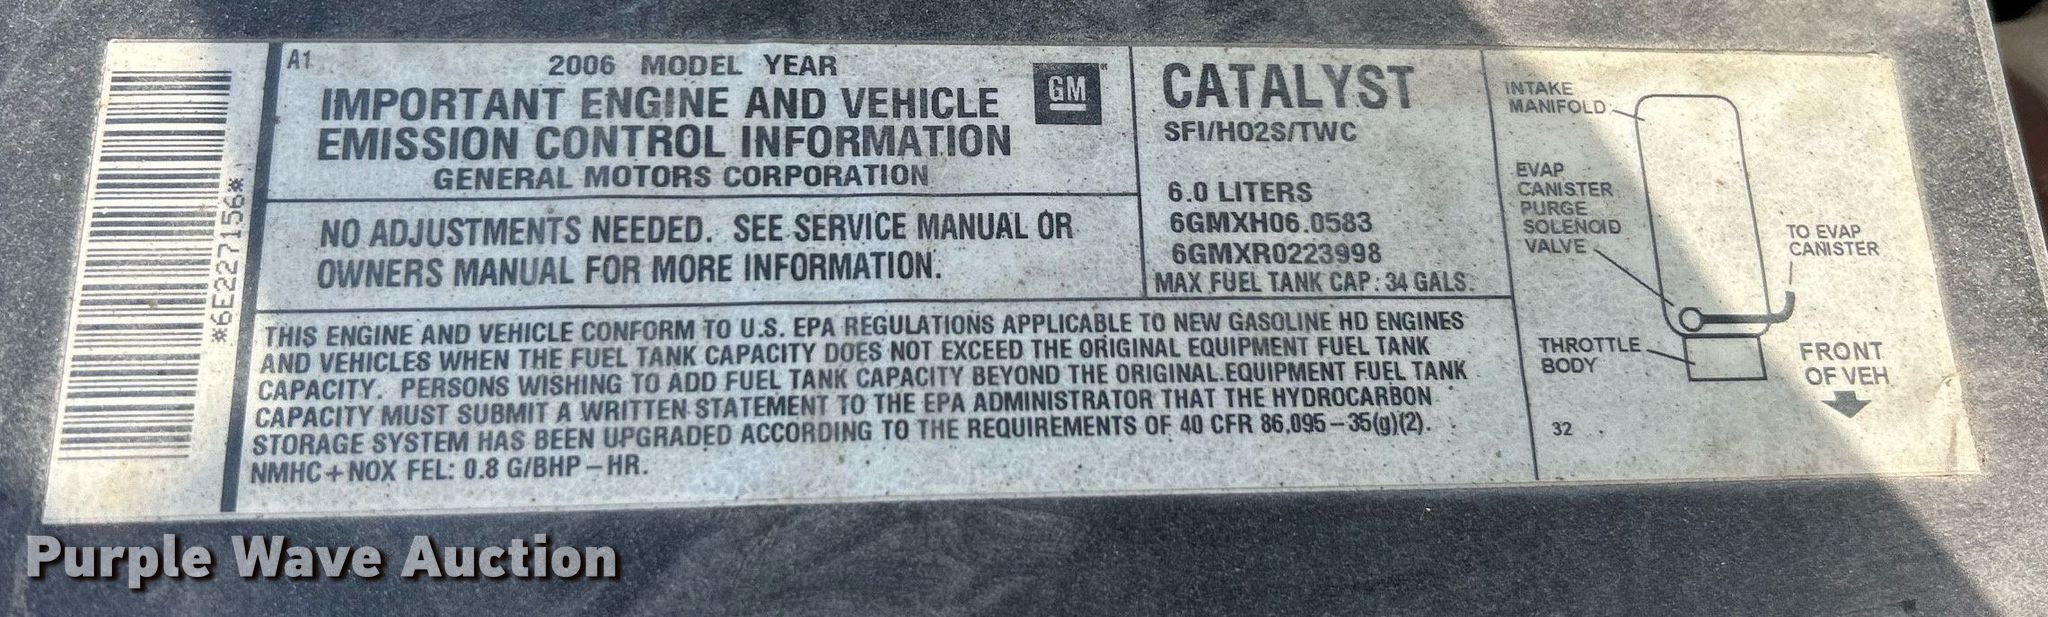 *6E227156*
A1
2006 MODEL YEAR
IMPORTANT ENGINE AND VEHICLE
EMISSION CONTROL INFORMATION
GENERAL MOTORS CORPORATION
GM
NO ADJUSTMENTS NEEDED. SEE SERVICE MANUAL OR
OWNERS MANUAL FOR MORE INFORMATION.
CATALYST
SFI/HO2S/TWC
6.0 LITERS
6GMXH06.0583
6GMXR0223998
MAX FUEL TANK CAP: 34 GALS.
THIS ENGINE AND VEHICLE CONFORM TO U.S. EPA REGULATIONS APPLICABLE TO NEW GASOLINE HD ENGINES
AND VEHICLES WHEN THE FUEL TANK CAPACITY DOES NOT EXCEED THE ORIGINAL EQUIPMENT FUEL TANK
CAPACITY. PERSONS WISHING TO ADD FUEL TANK CAPACITY BEYOND THE ORIGINAL EQUIPMENT FUEL TANK
CAPACITY MUST SUBMIT A WRITTEN STATEMENT TO THE EPA ADMINISTRATOR THAT THE HYDROCARBON
STORAGE SYSTEM HAS BEEN UPGRADED ACCORDING TO THE REQUIREMENTS OF 40 CFR 86.095-35(g)(2).
NMHC+NOX FEL: 0.8 G/BHP-HR.
INTAKE
MANIFOLD
EVAP
CANISTER
PURGE
SOLENOID
VALVE
TO EVAP
CANISTER
THROTTLE
BODY
FRONT
OF VEH
32
Purple Wave Auction